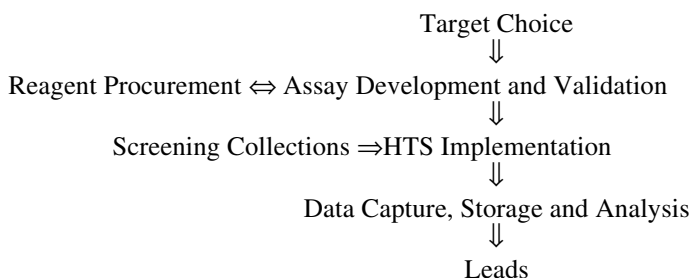 Target Choice
⇓
Reagent Procurement ⇔ Assay Development and Validation
⇓
Screening Collections ⇒HTS Implementation
⇓
Data Capture, Storage and Analysis
⇓
Leads